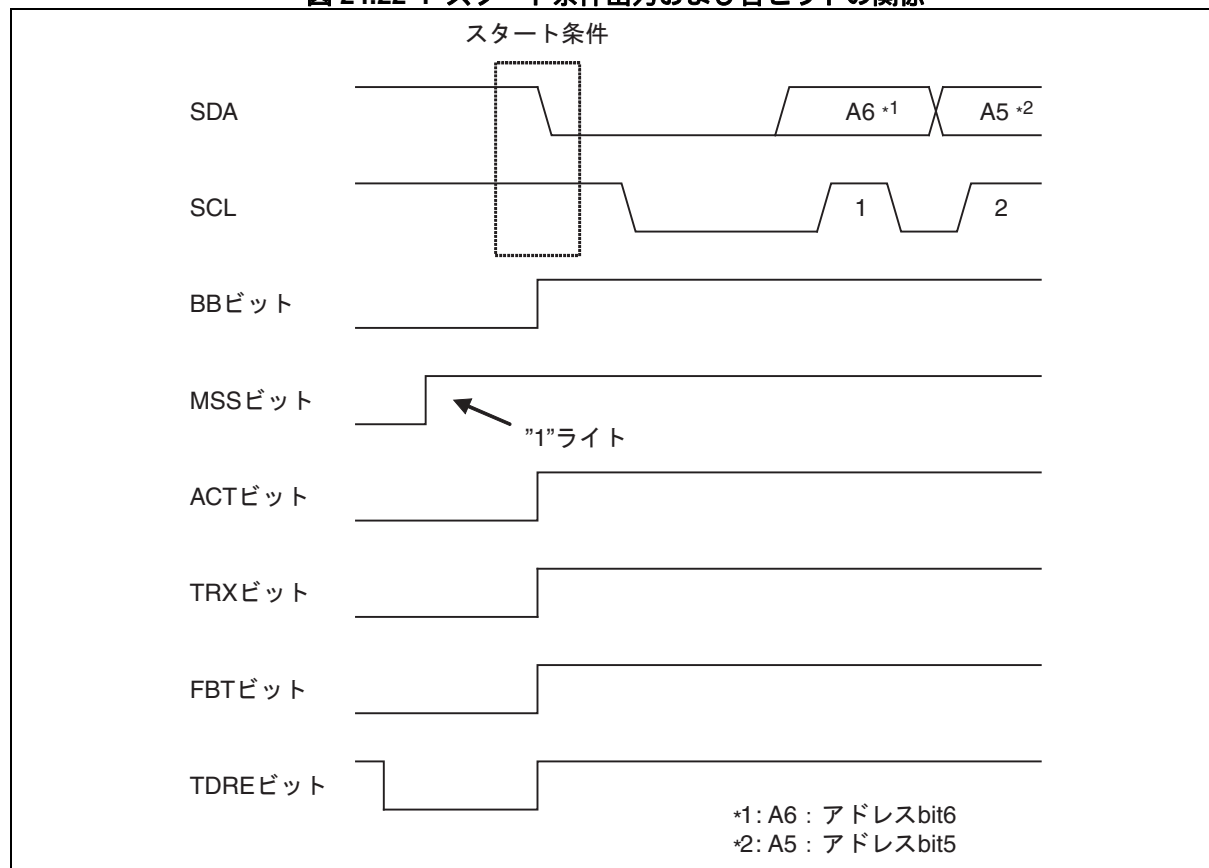 スタート条件
SDA
A6 *1
A5 *2
SCL
1
2
BBビット
MSSビット
”1”ライト
ACTビット
TRXビット
FBTビット
TDREビット
*1: A6：アドレスbit6
*2: A5：アドレスbit5